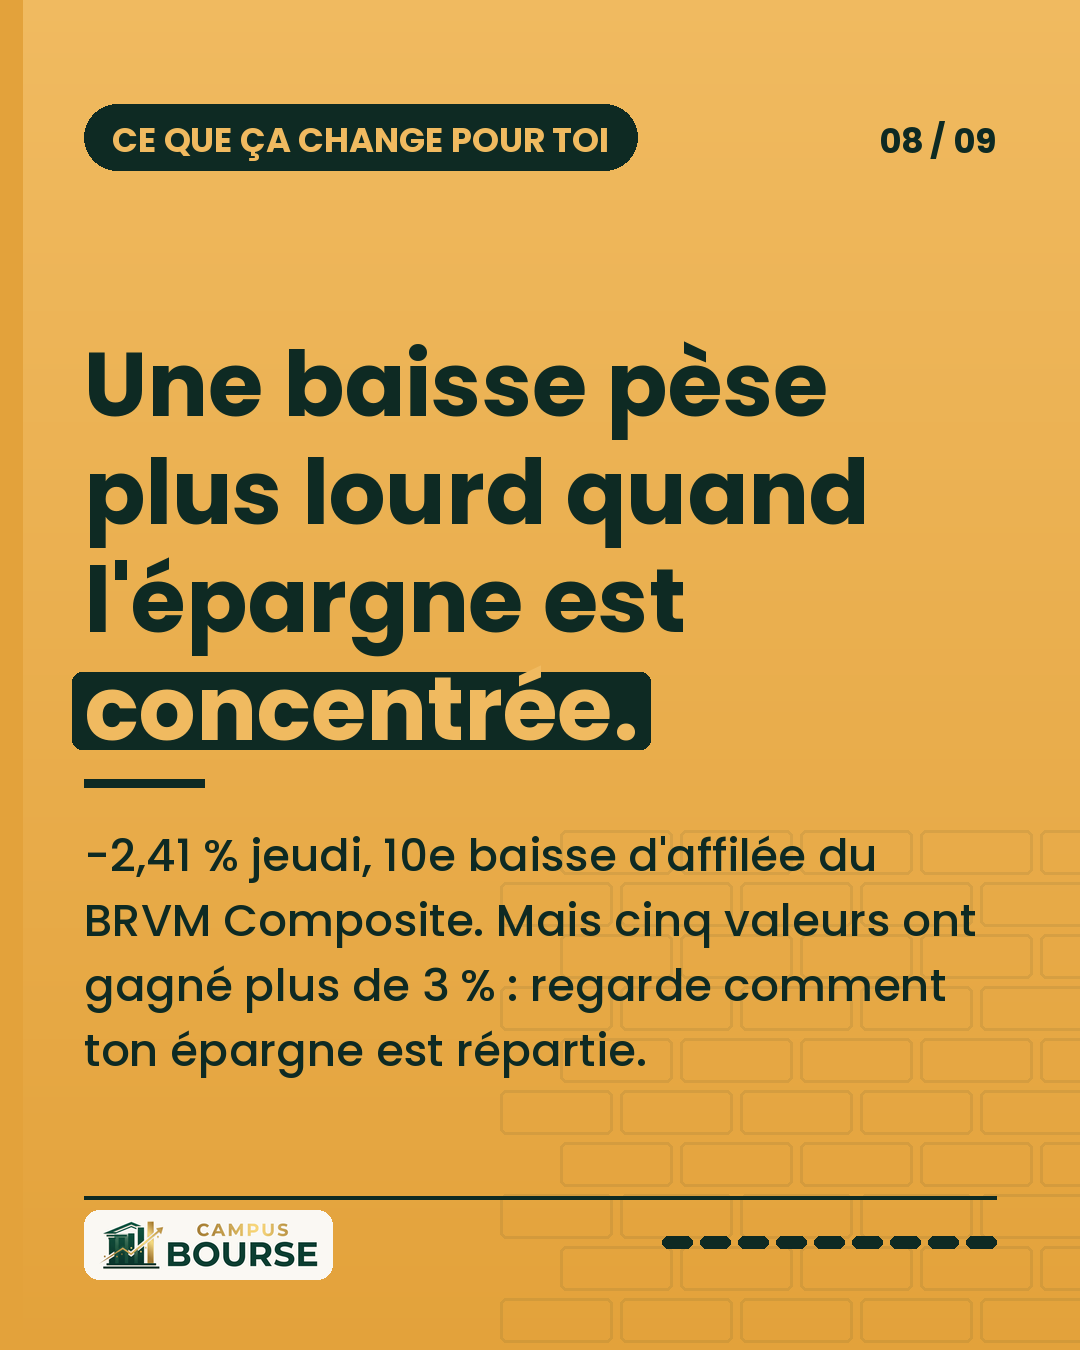 CE QUE ÇA CHANGE POUR TOI
08 / 09
Une baisse pèse
plus lourd quand
l'épargne est
concentrée.
-2,41 % jeudi, 10e baisse d'affilée du
BRVM Composite. Mais cinq valeurs ont
gagné plus de 3 % : regarde comment
ton épargne est répartie.
CAMPUS
BOURSE